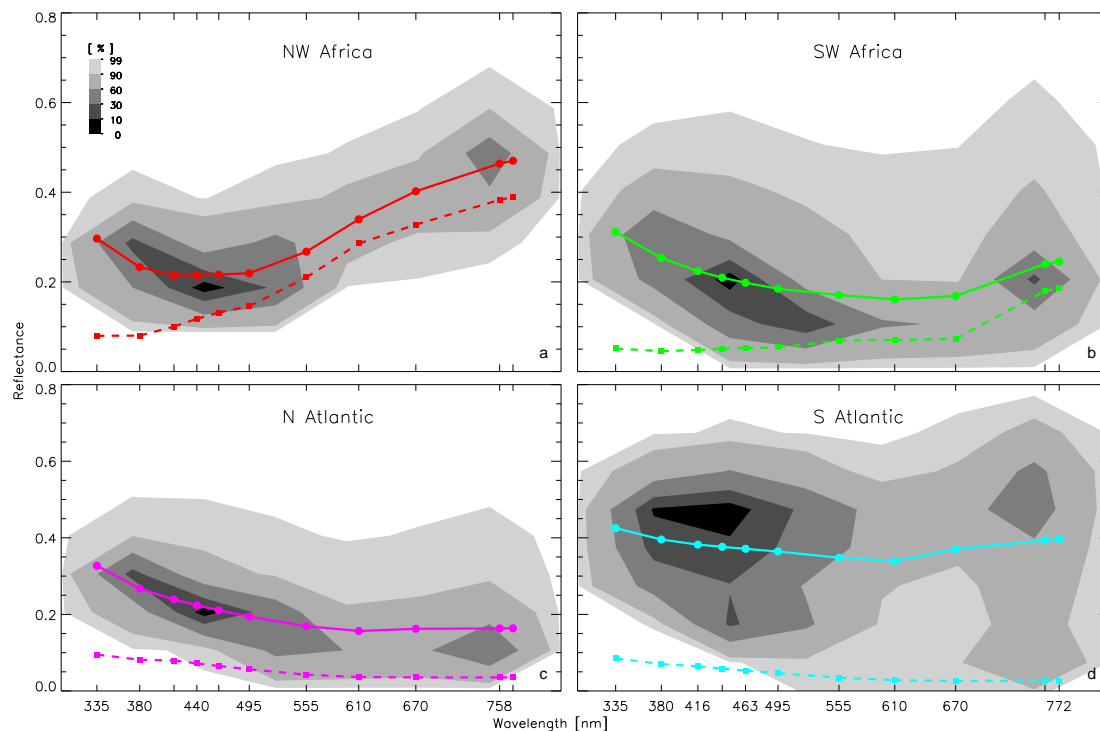 0.8
0.6
0.4
0.2
0.0
[ % ]
99
90
60
30
10
0
NW Africa
a
SW Africa
b
Reflectance
0.8
0.6
0.4
0.2
0.0
N Atlantic
c
S Atlantic
d
335 380 440 495 555 610 670 758
335 380 416 463 495 555 610 670 772
Wavelength [nm]